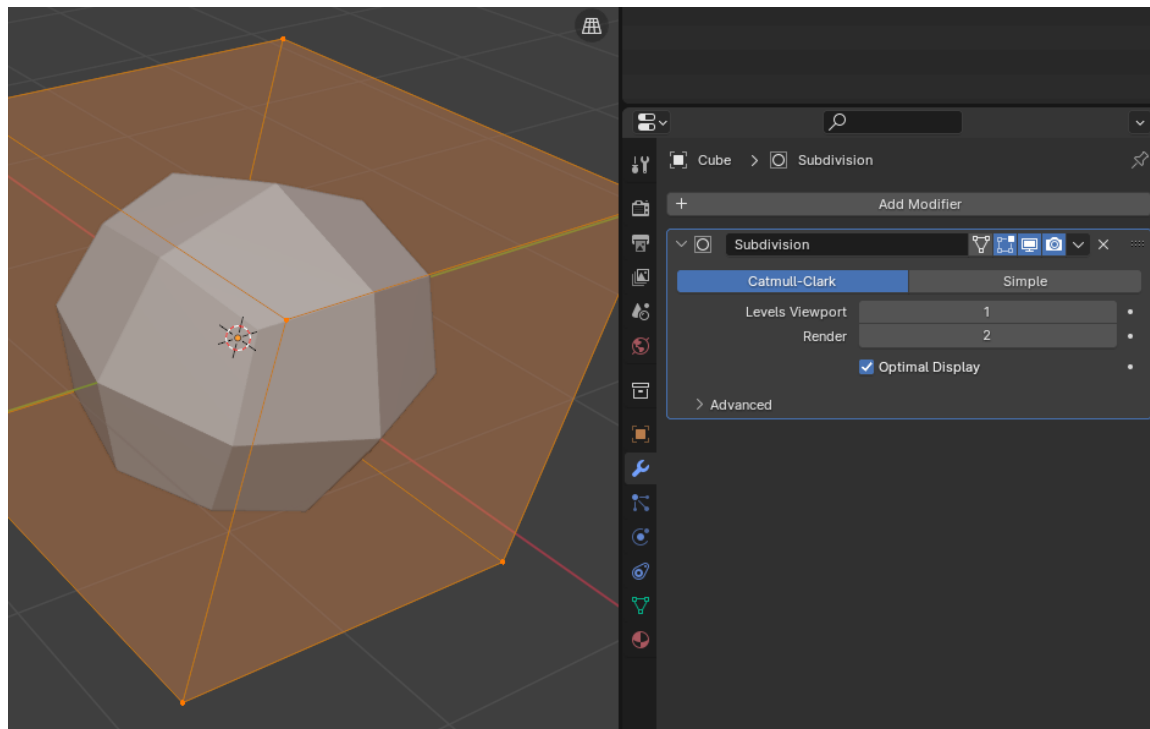 Cube > Subdivision
+ Add Modifier
Subdivision
Catmull-Clark Simple
Levels Viewport 1
Render 2
Optimal Display
> Advanced